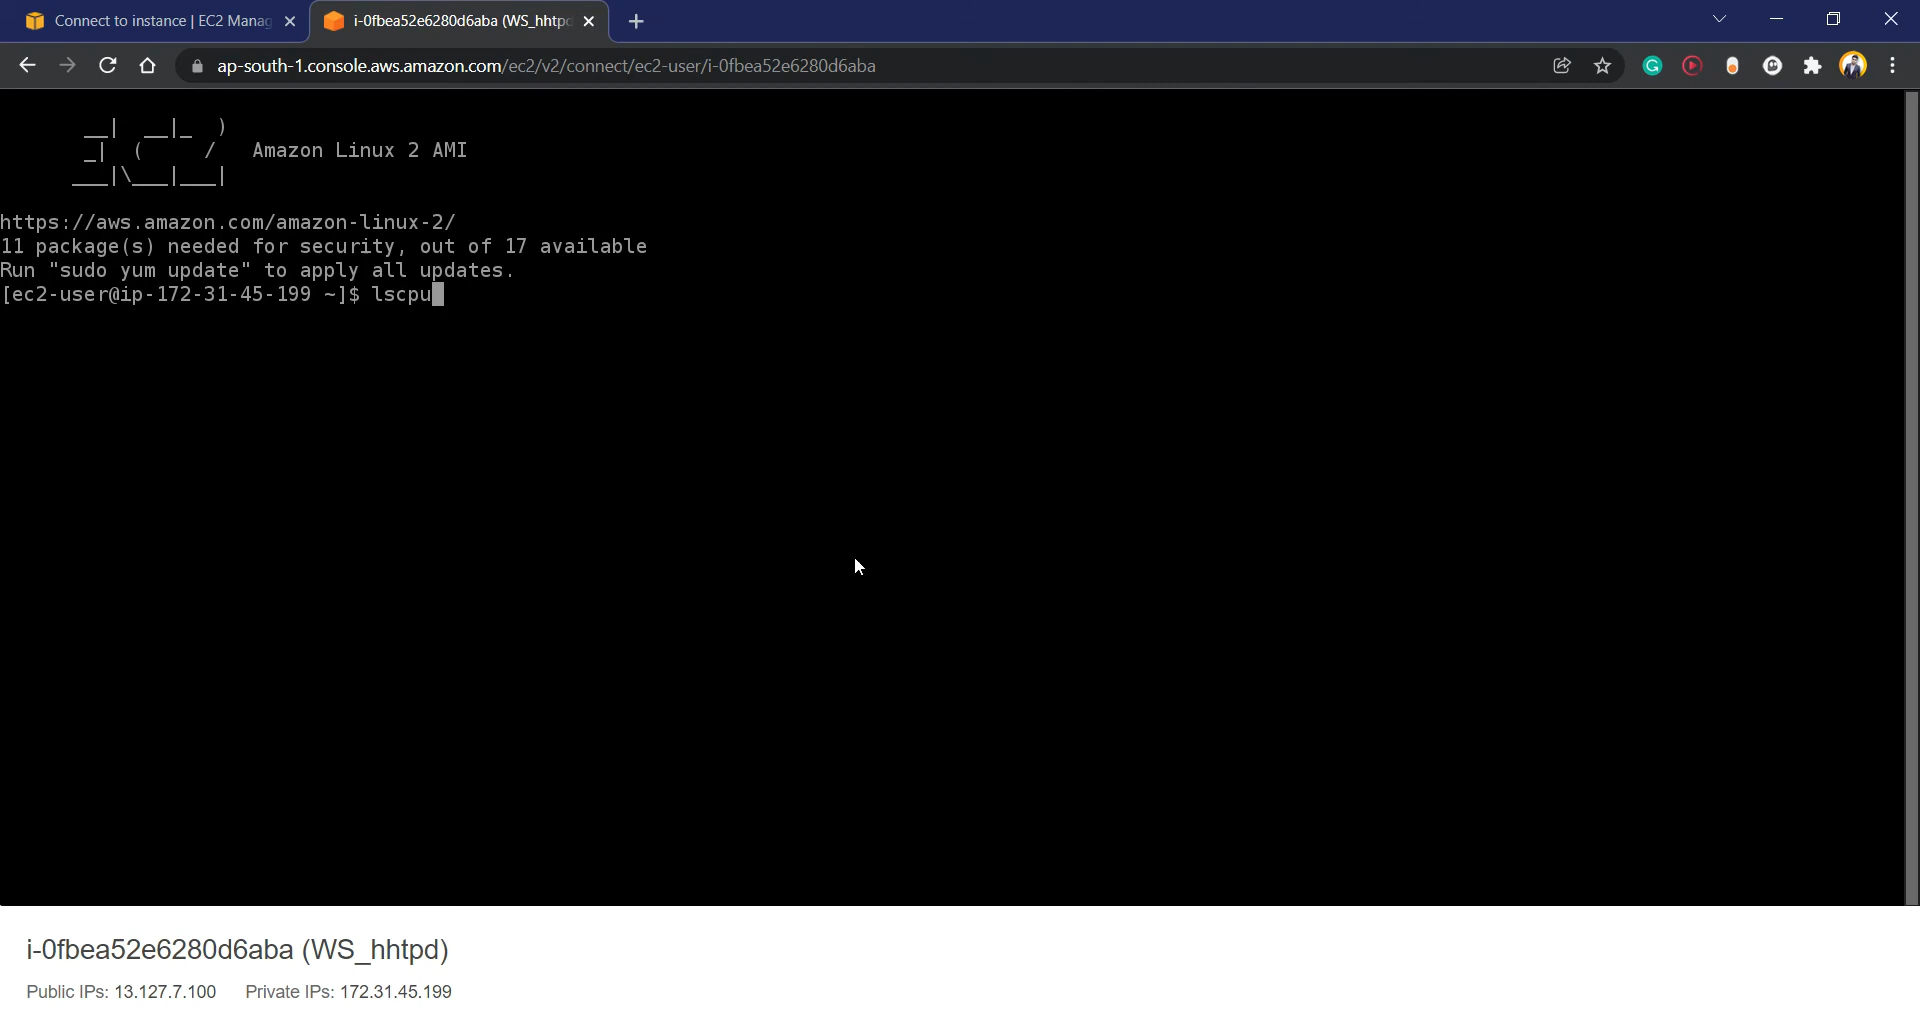 Connect to instance | EC2 Manag
i-0fbea52e6280d6aba (WS_hhtpd
ap-south-1.console.aws.amazon.com/ec2/v2/connect/ec2-user/i-0fbea52e6280d6aba
__|  __|_  )
_|  (     /   Amazon Linux 2 AMI
___|\___|___|
https://aws.amazon.com/amazon-linux-2/
11 package(s) needed for security, out of 17 available
Run "sudo yum update" to apply all updates.
[ec2-user@ip-172-31-45-199 ~]$ lscpu
i-0fbea52e6280d6aba (WS_hhtpd)
Public IPs: 13.127.7.100 Private IPs: 172.31.45.199